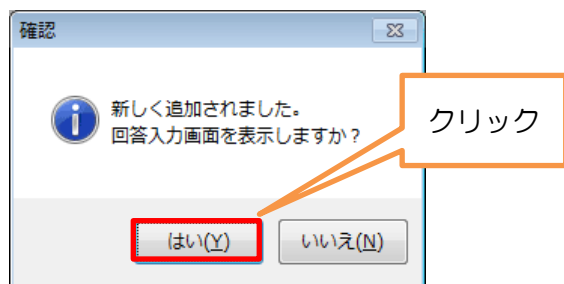 確認
新しく追加されました。
回答入力画面を表示しますか?
クリック
はい(Y)
いいえ(N)